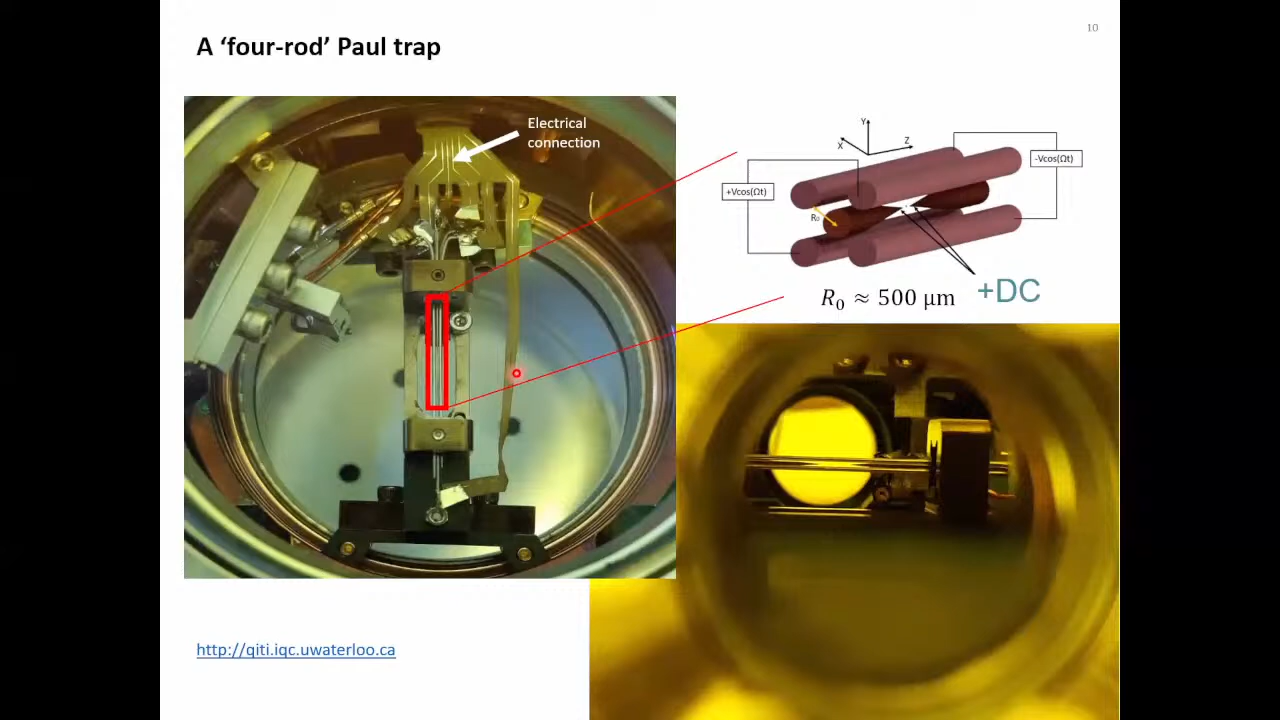 10
A ‘four-rod’ Paul trap
Electrical
connection
Y
X
Z
+Vcos(Ωt)
-Vcos(Ωt)
R₀
R₀ ≈ 500 μm
+DC
http://qiti.iqc.uwaterloo.ca